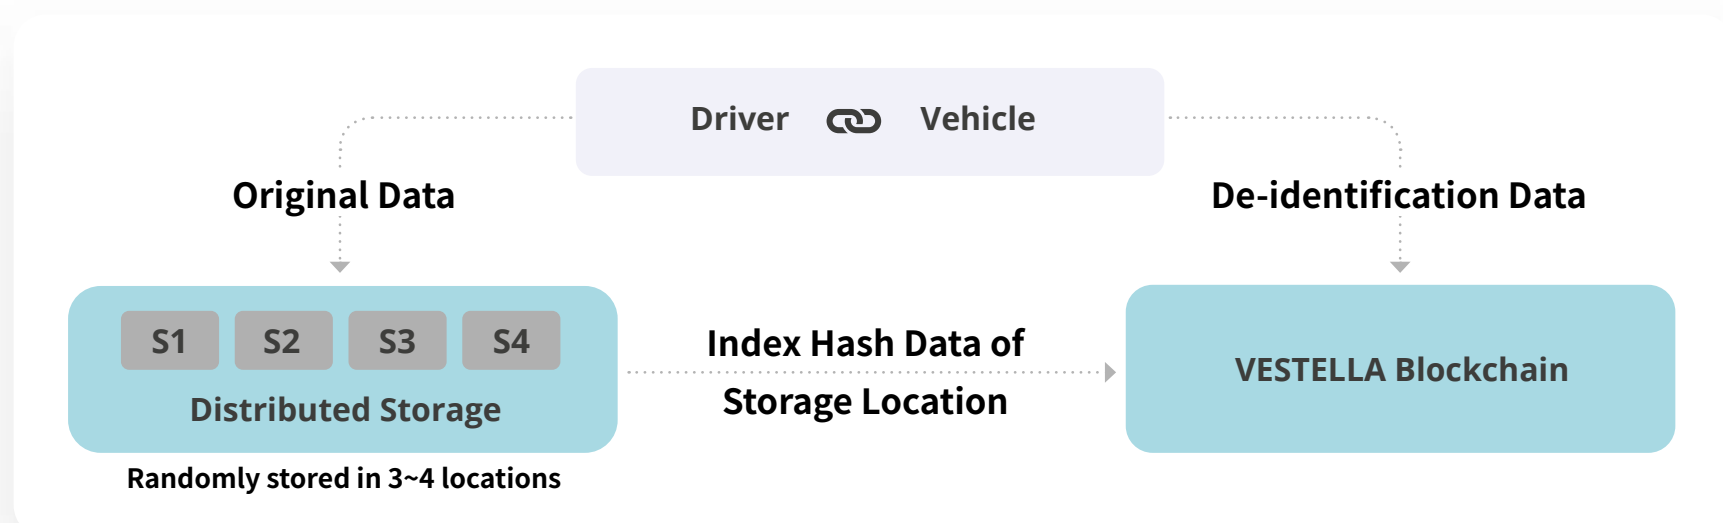 Driver Vehicle
Original Data
De-identification Data
S1 S2 S3 S4
Distributed Storage
Randomly stored in 3~4 locations
Index Hash Data of
Storage Location
VESTELLA Blockchain